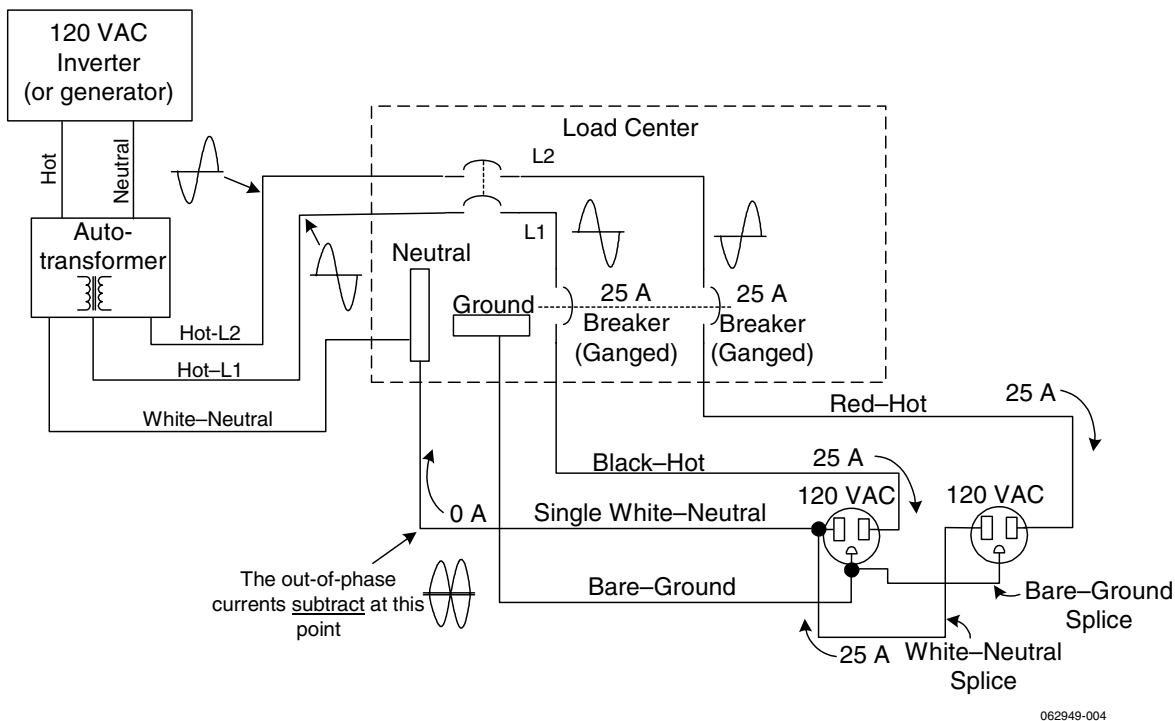 120 VAC
Inverter
(or generator)
Hot
Neutral
Auto-
transformer
Hot-L2
Hot–L1
White–Neutral
Load Center
L2
L1
Neutral
Ground
25 A
Breaker
(Ganged)
25 A
Breaker
(Ganged)
Red–Hot
25 A
Black–Hot
25 A
120 VAC
120 VAC
0 A
Single White–Neutral
The out-of-phase
currents subtract at this
point
Bare–Ground
Bare–Ground
Splice
25 A
White–Neutral
Splice
062949-004